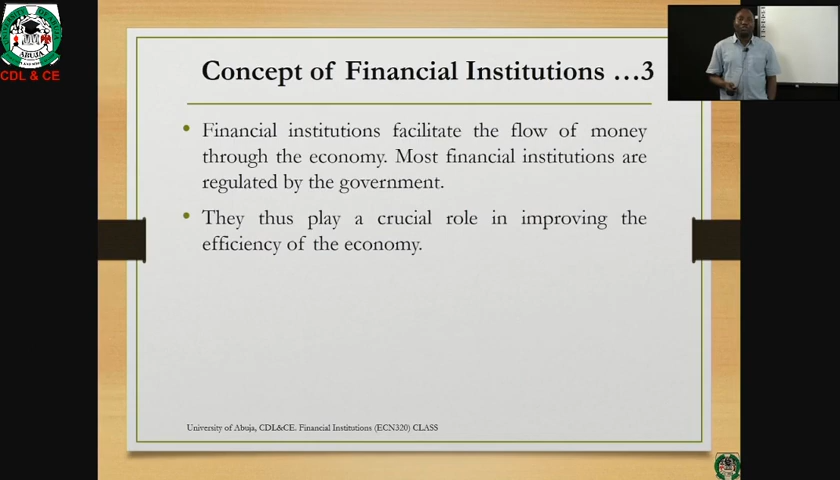 ABUJA
CDL & CE
Concept of Financial Institutions …3
• Financial institutions facilitate the flow of money
through the economy. Most financial institutions are
regulated by the government.
• They thus play a crucial role in improving the
efficiency of the economy.
University of Abuja, CDL&CE. Financial Institutions (ECN320) CLASS